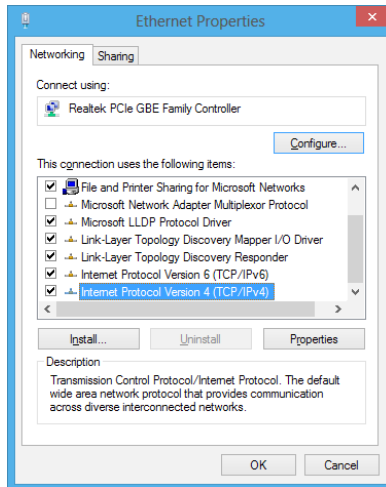 Ethernet Properties
Networking
Sharing
Connect using:
Realtek PCIe GBE Family Controller
Configure...
This connection uses the following items:
File and Printer Sharing for Microsoft Networks
Microsoft Network Adapter Multiplexor Protocol
Microsoft LLDP Protocol Driver
Link-Layer Topology Discovery Mapper I/O Driver
Link-Layer Topology Discovery Responder
Internet Protocol Version 6 (TCP/IPv6)
Internet Protocol Version 4 (TCP/IPv4)
Install...
Uninstall
Properties
Description
Transmission Control Protocol/Internet Protocol. The default
wide area network protocol that provides communication
across diverse interconnected networks.
OK
Cancel